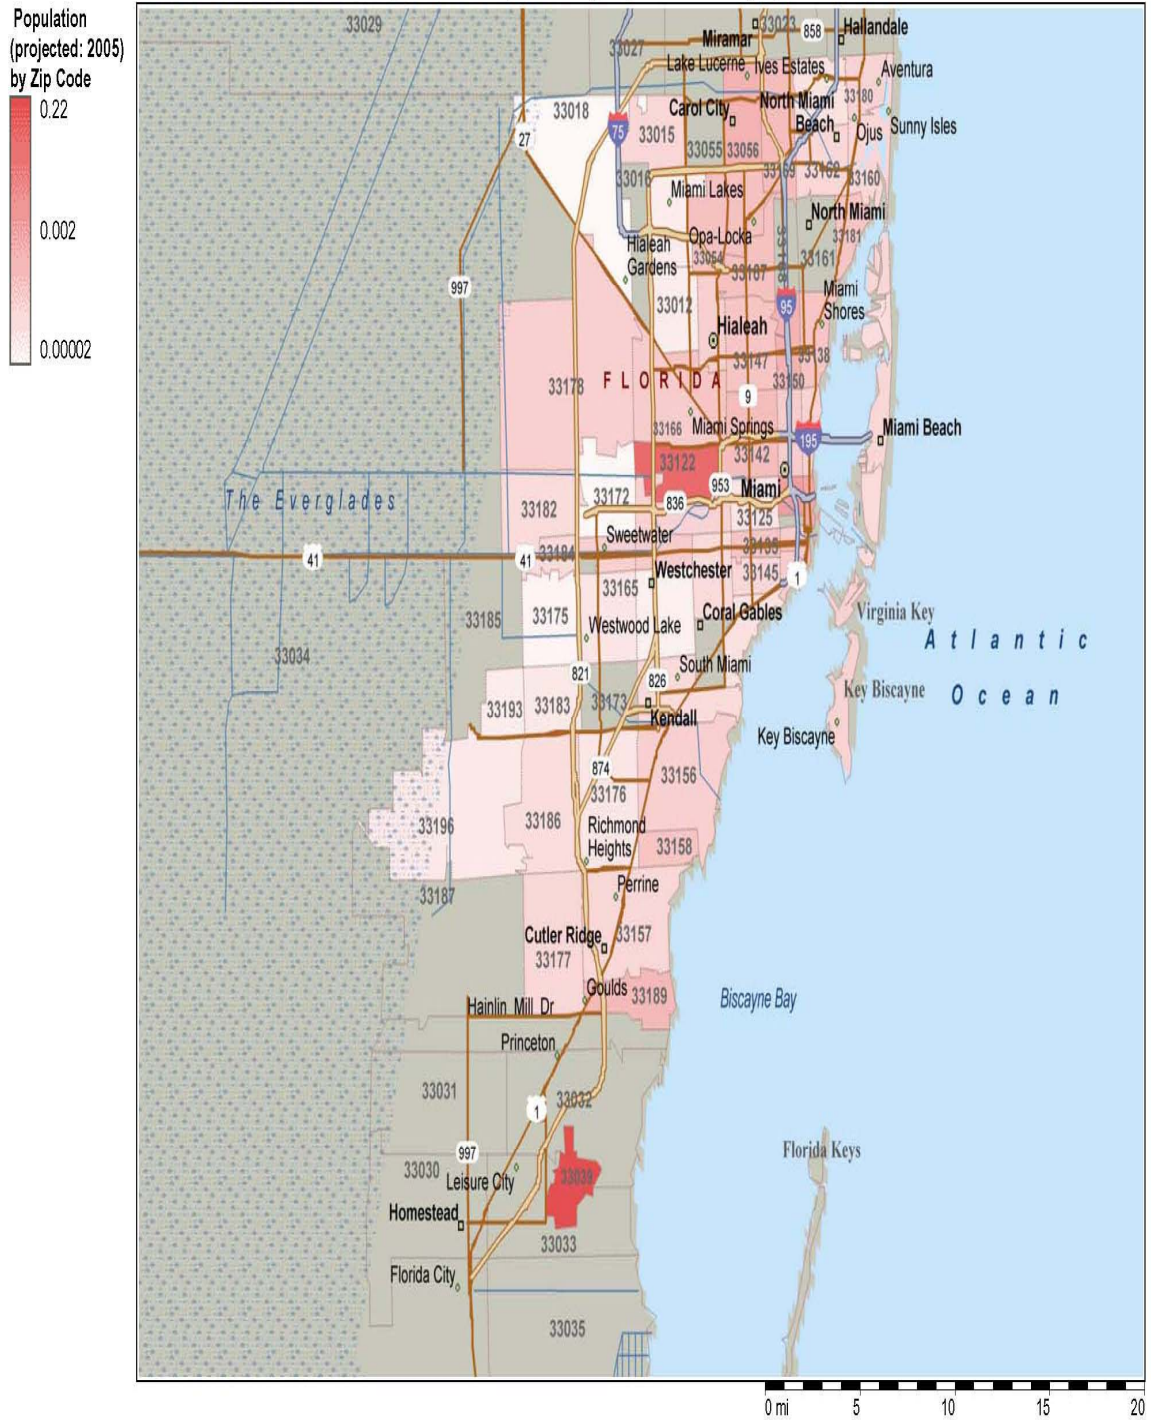 Population
(projected: 2005)
by Zip Code
0.22
0.002
0.00002
33029
33023
858
Hallandale
Miramar
33027
Lake Lucerne
Ives Estates
Aventura
33180
33018
Carol City
North Miami
Beach
Ojus
Sunny Isles
27
75
33015
33055
33056
33169
33162
33160
33016
Miami Lakes
North Miami
Opa-Locka
33181
Hialeah
Gardens
33054
33167
33168
33161
997
Miami
Shores
33012
95
Hialeah
33147
33138
33178
FLORIDA
33150
9
33166
Miami Springs
195
Miami Beach
33142
33122
The Everglades
33172
953
Miami
33182
836
33125
Sweetwater
33135
41
41
33184
Westchester
33145
1
33165
33175
Coral Gables
Virginia Key
33185
Westwood Lake
Atlantic
Ocean
33034
821
826
South Miami
Key Biscayne
33193
33183
33173
Kendall
Key Biscayne
874
33156
33176
33196
33186
Richmond
Heights
33158
33187
Perrine
Cutler Ridge
33157
33177
Goulds
33189
Biscayne Bay
Hainlin Mill Dr
Princeton
33031
33032
1
997
Florida Keys
33030
Leisure City
33039
Homestead
33033
Florida City
33035
0 mi
5
10
15
20